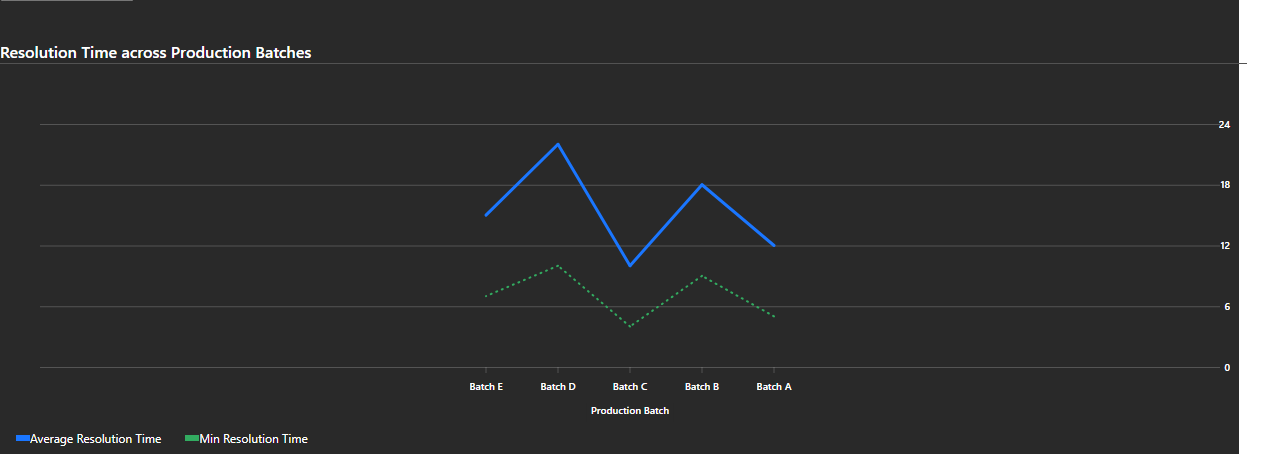 Resolution Time across Production Batches
24
18
12
6
0
Batch E Batch D Batch C Batch B Batch A
Production Batch
Average Resolution Time Min Resolution Time